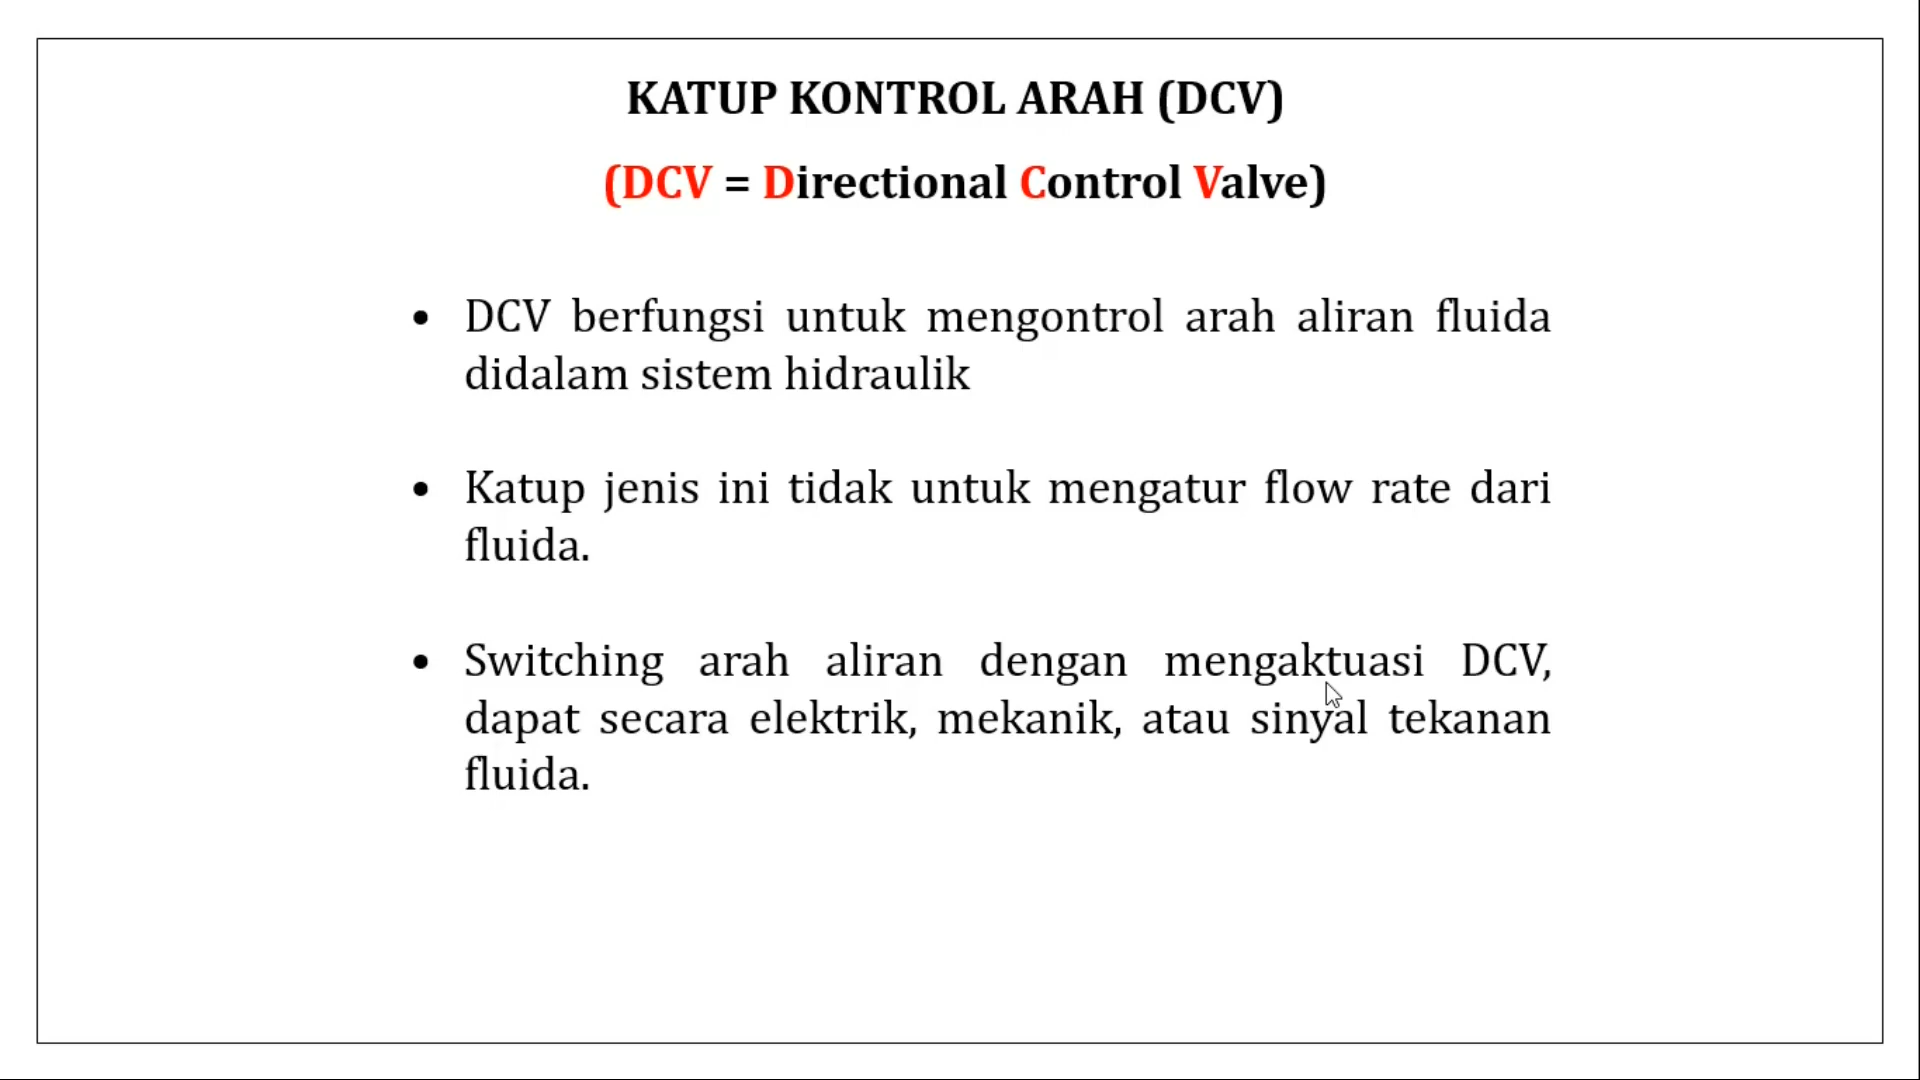 KATUP KONTROL ARAH (DCV)
(DCV = Directional Control Valve)
• DCV berfungsi untuk mengontrol arah aliran fluida
didalam sistem hidraulik
• Katup jenis ini tidak untuk mengatur flow rate dari
fluida.
• Switching arah aliran dengan mengaktuasi DCV,
dapat secara elektrik, mekanik, atau sinyal tekanan
fluida.